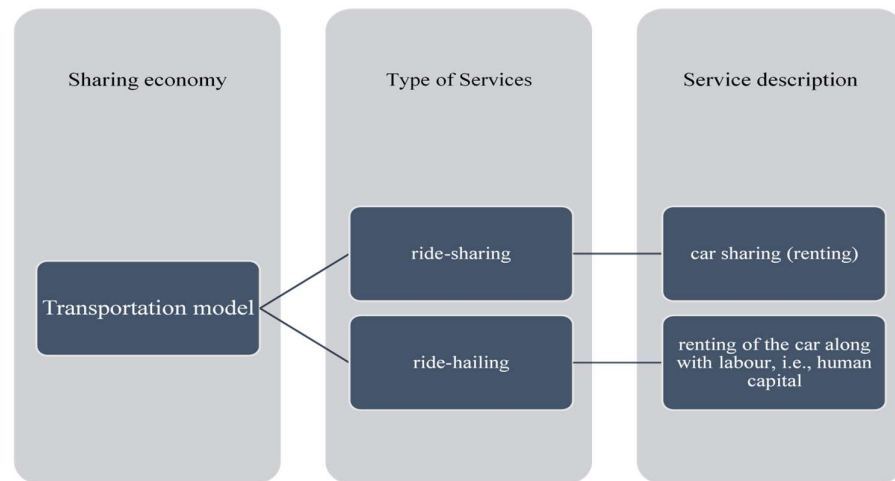 Sharing economy
Type of Services
Service description
Transportation model
ride-sharing
car sharing (renting)
ride-hailing
renting of the car along
with labour, i.e., human
capital